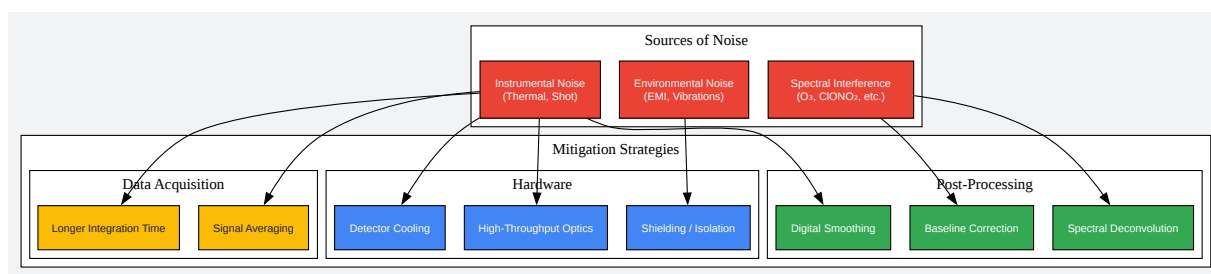 Sources of Noise
Instrumental Noise
(Thermal, Shot)
Environmental Noise
(EMI, Vibrations)
Spectral Interference
(O₃, ClONO₂, etc.)
Mitigation Strategies
Data Acquisition
Longer Integration Time
Signal Averaging
Hardware
Detector Cooling
High-Throughput Optics
Shielding / Isolation
Post-Processing
Digital Smoothing
Baseline Correction
Spectral Deconvolution